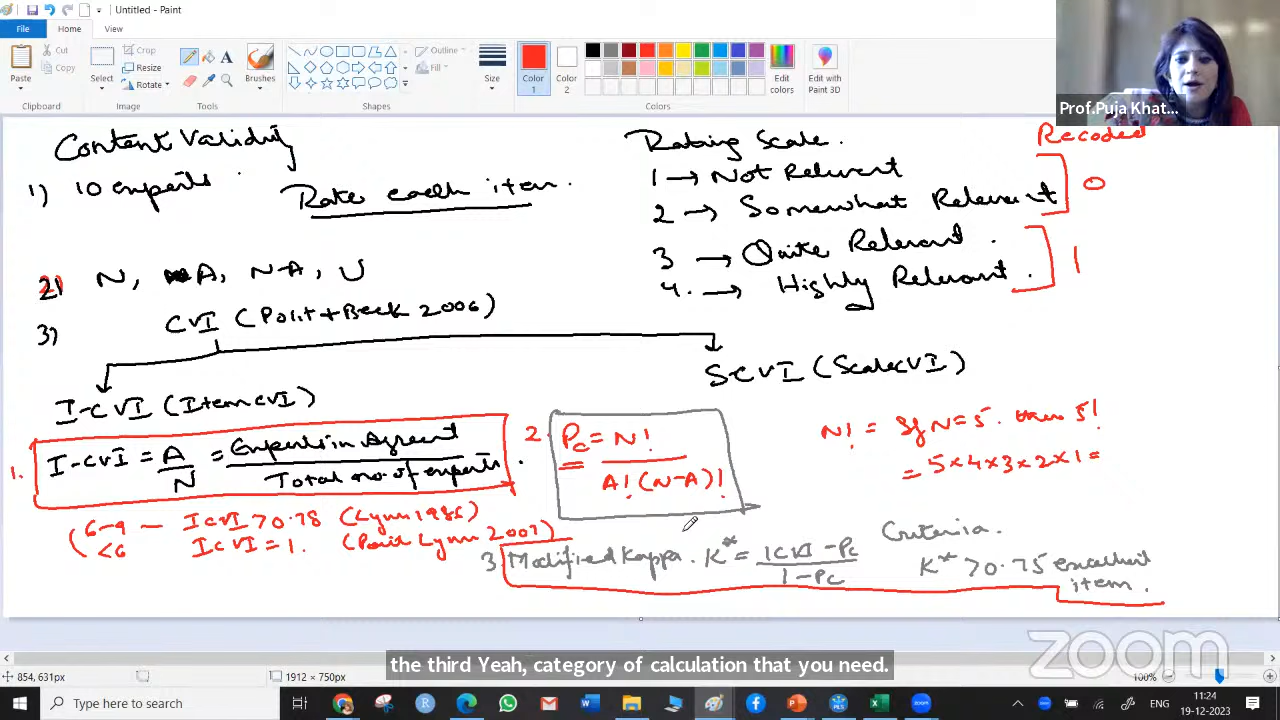 Untitled - Paint
File
Home
View
Paste
Cut
Copy
Clipboard
Select
Crop
Resize
Rotate
Image
Tools
Brushes
Outline
Fill
Shapes
Size
Color 1
Color 2
Edit colors
Colors
Edit with Paint 3D
Prof.Puja Khat...
Content Validity
1) 10 experts
Rate each item.
Rating Scale.
Recoded
1 → Not Relevant
2 → Somewhat Relevant
0
3 → Quite Relevant.
4. → Highly Relevant.
1
2) N, A, N-A, U
3) CVI (Polit+Beck 2006)
I-CVI (Item CVI)
S-CVI (Scale CVI)
1. I-CVI = A/N = Experts in Agreent / Total no. of experts.
2. Pc = N! / A!(N-A)!
N! = If N=5. then 5!
= 5×4×3×2×1 =
(6-9 — ICVI >0.78 (Lynn 1986)
(<6 ICVI = 1. (Polit Lynn 2007)
3. Modified Kappa. K* = ICVI - Pc / 1 - Pc
Criteria.
K* >0.75 excellent item.
the third Yeah, category of calculation that you need.
zoom
854, 631px
1912 × 750px
100%
Type here to search
11:24
19-12-2023